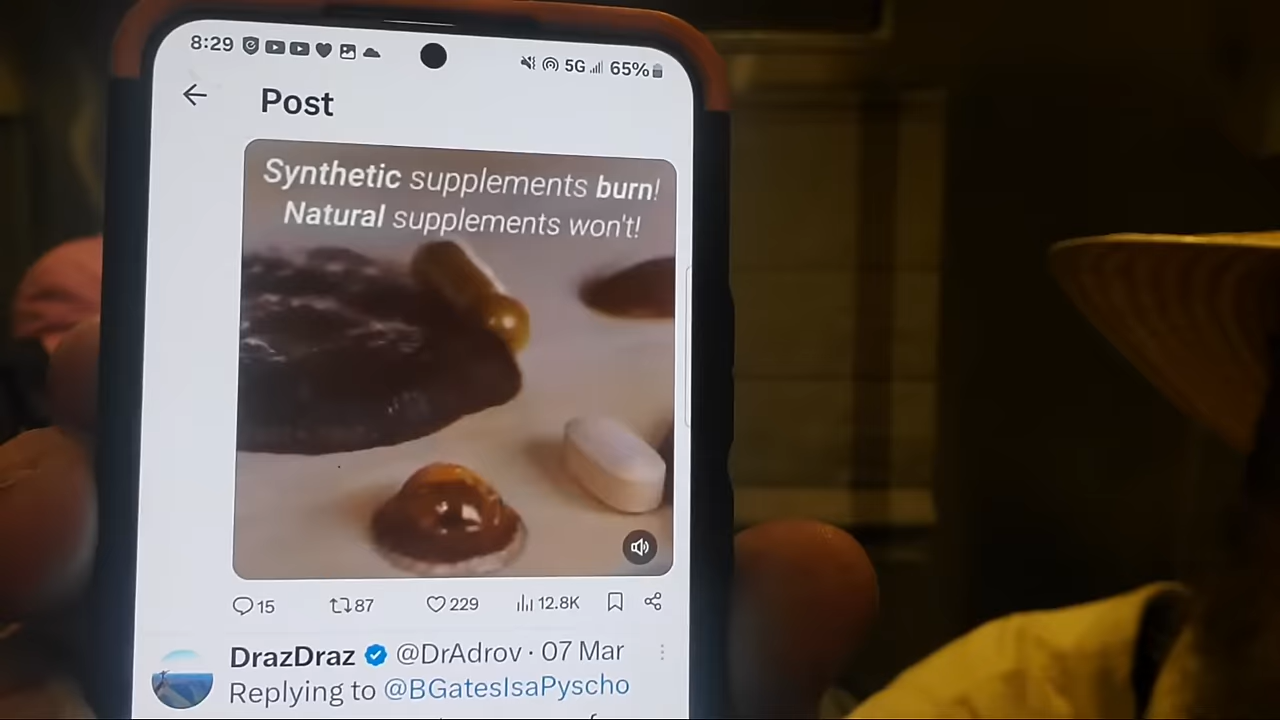 8:29 5G 65%
Post
Synthetic supplements burn!
Natural supplements won't!
15 87 229 12.8K
DrazDraz @DrAdrov · 07 Mar
Replying to @BGatesIsaPyscho